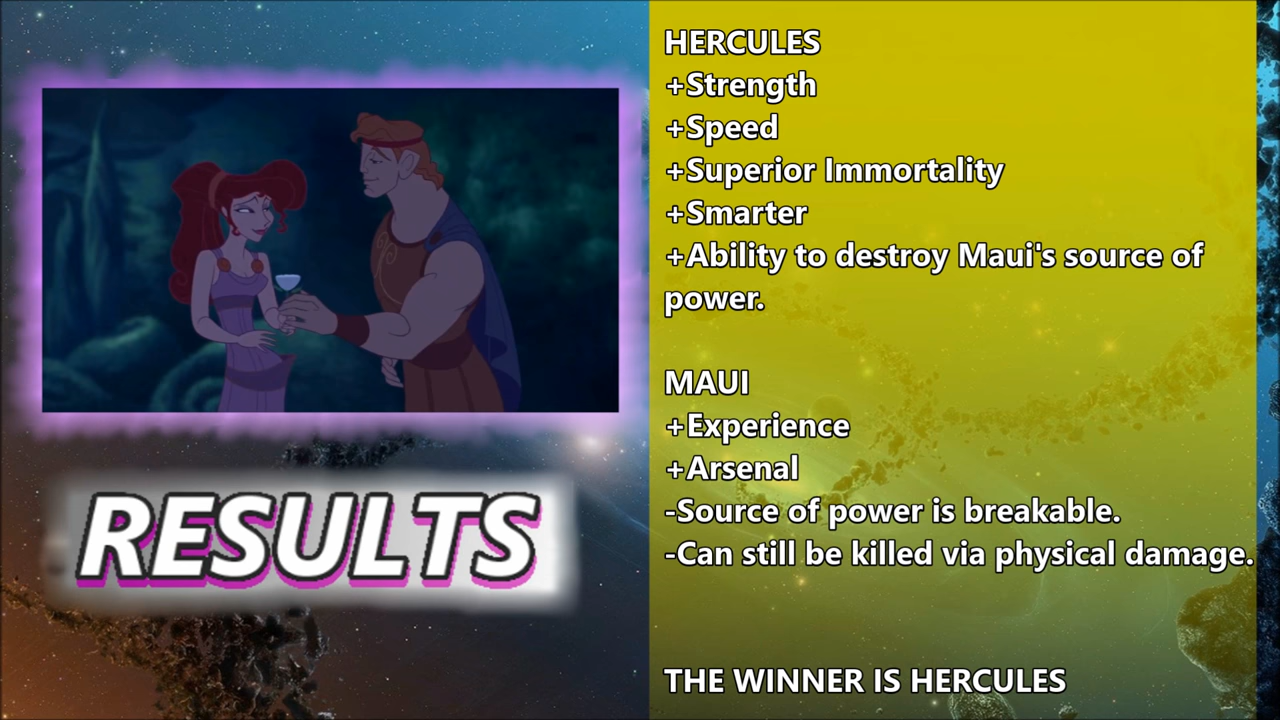 HERCULES
+Strength
+Speed
+Superior Immortality
+Smarter
+Ability to destroy Maui's source of
power.
MAUI
+Experience
+Arsenal
-Source of power is breakable.
-Can still be killed via physical damage.
RESULTS
THE WINNER IS HERCULES